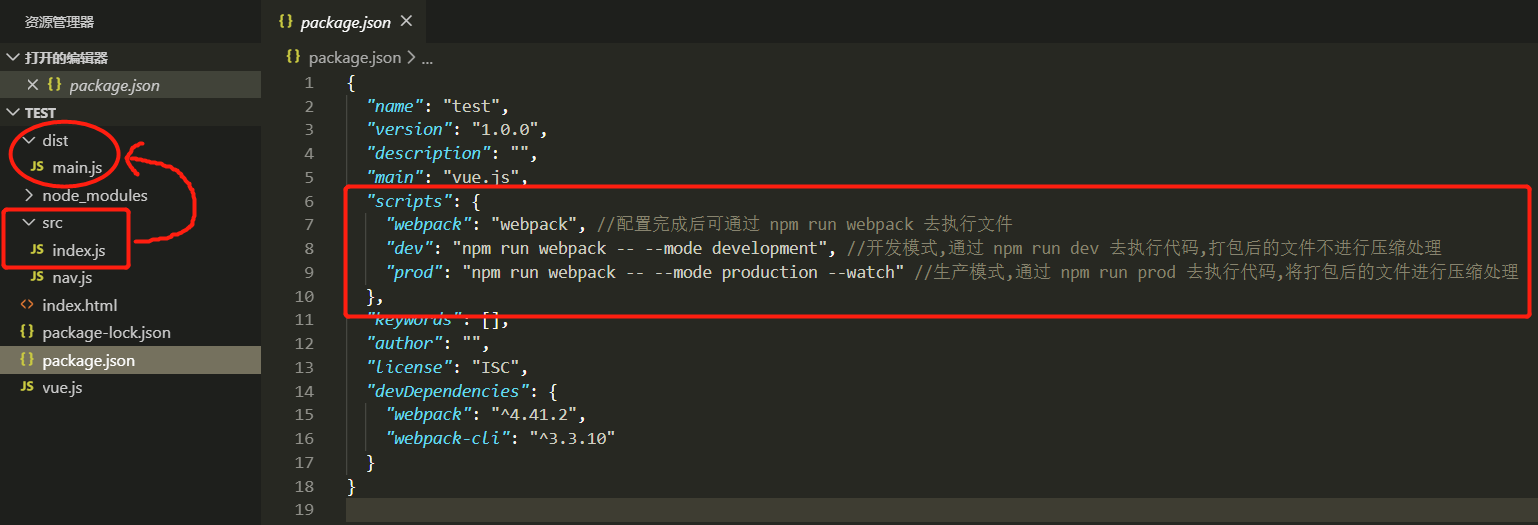 资源管理器
打开的编辑器
{} package.json
TEST
dist
JS main.js
node_modules
src
JS index.js
JS nav.js
<> index.html
{} package-lock.json
{} package.json
JS vue.js
{} package.json
{} package.json > ...
1 {
2 "name": "test",
3 "version": "1.0.0",
4 "description": "",
5 "main": "vue.js",
6 "scripts": {
7 "webpack": "webpack", //配置完成后可通过 npm run webpack 去执行文件
8 "dev": "npm run webpack -- --mode development", //开发模式,通过 npm run dev 去执行代码,打包后的文件不进行压缩处理
9 "prod": "npm run webpack -- --mode production --watch" //生产模式,通过 npm run prod 去执行代码,将打包后的文件进行压缩处理
10 },
11 "keywords": [],
12 "author": "",
13 "license": "ISC",
14 "devDependencies": {
15 "webpack": "^4.41.2",
16 "webpack-cli": "^3.3.10"
17 }
18 }
19